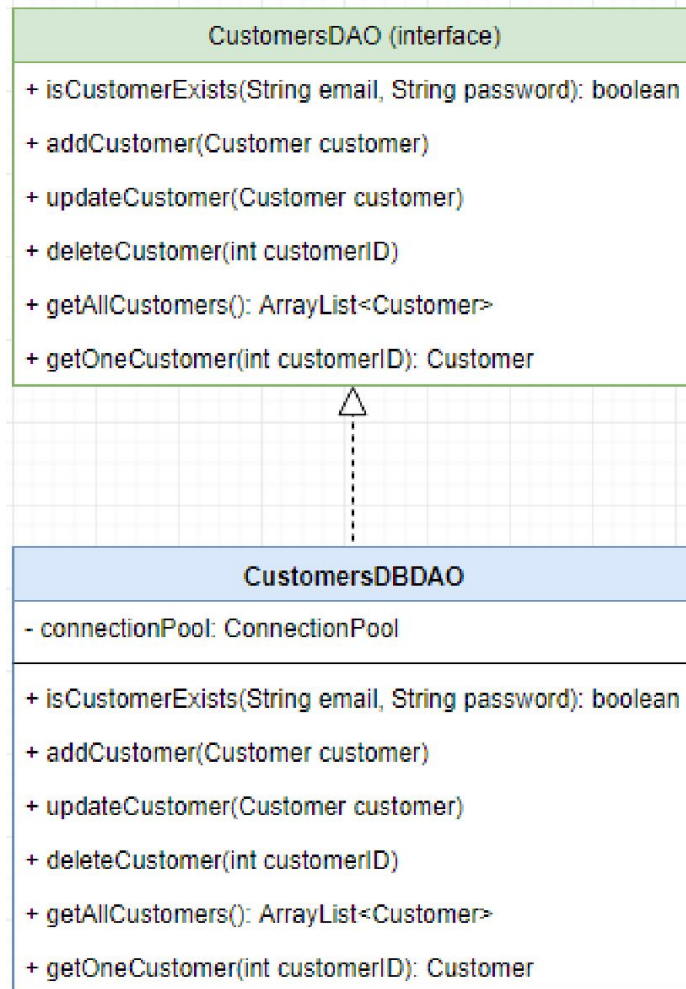 CustomersDAO (interface)
+ isCustomerExists(String email, String password): boolean
+ addCustomer(Customer customer)
+ updateCustomer(Customer customer)
+ deleteCustomer(int customerID)
+ getAllCustomers(): ArrayList<Customer>
+ getOneCustomer(int customerID): Customer
CustomersDBDAO
- connectionPool: ConnectionPool
+ isCustomerExists(String email, String password): boolean
+ addCustomer(Customer customer)
+ updateCustomer(Customer customer)
+ deleteCustomer(int customerID)
+ getAllCustomers(): ArrayList<Customer>
+ getOneCustomer(int customerID): Customer